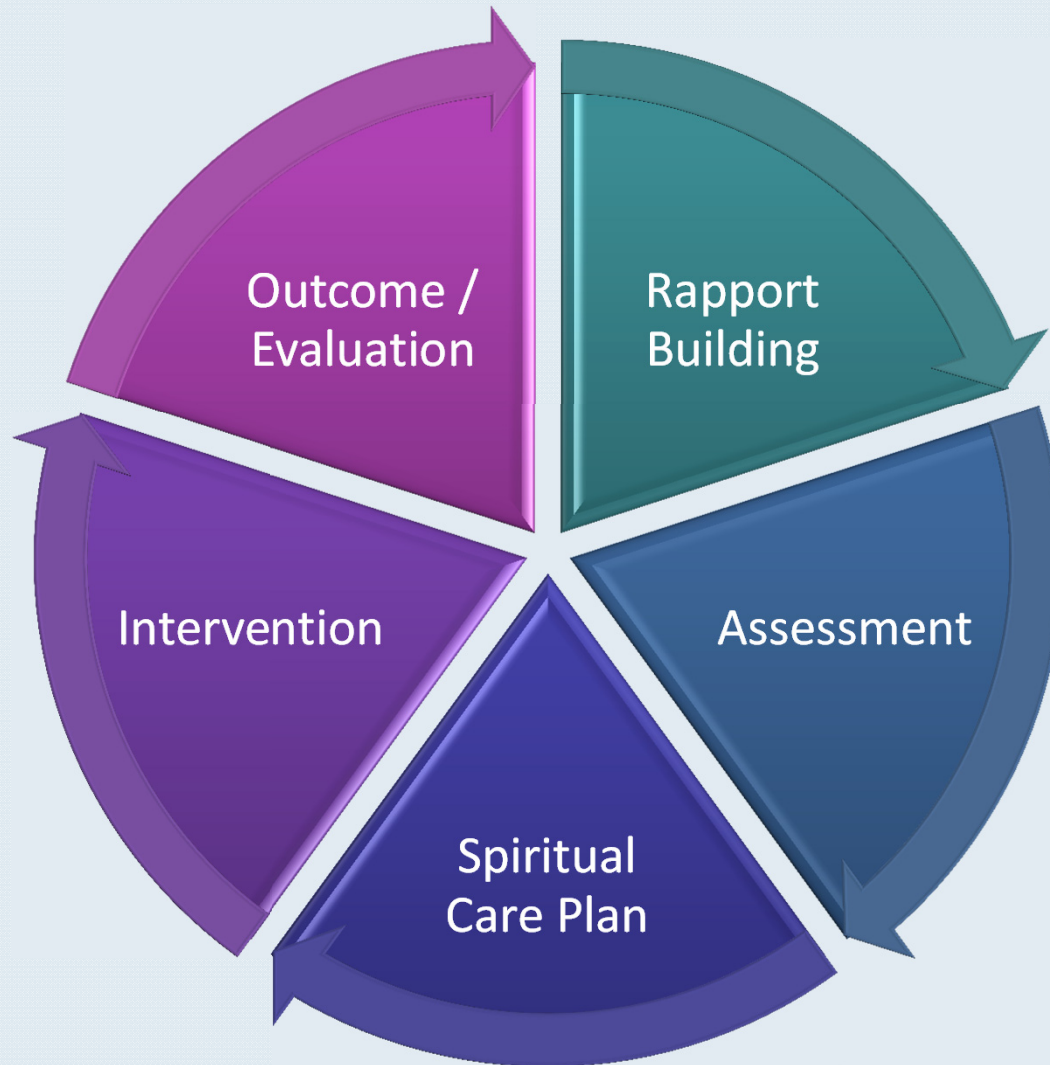 Rapport
Building
Assessment
Spiritual
Care Plan
Intervention
Outcome /
Evaluation